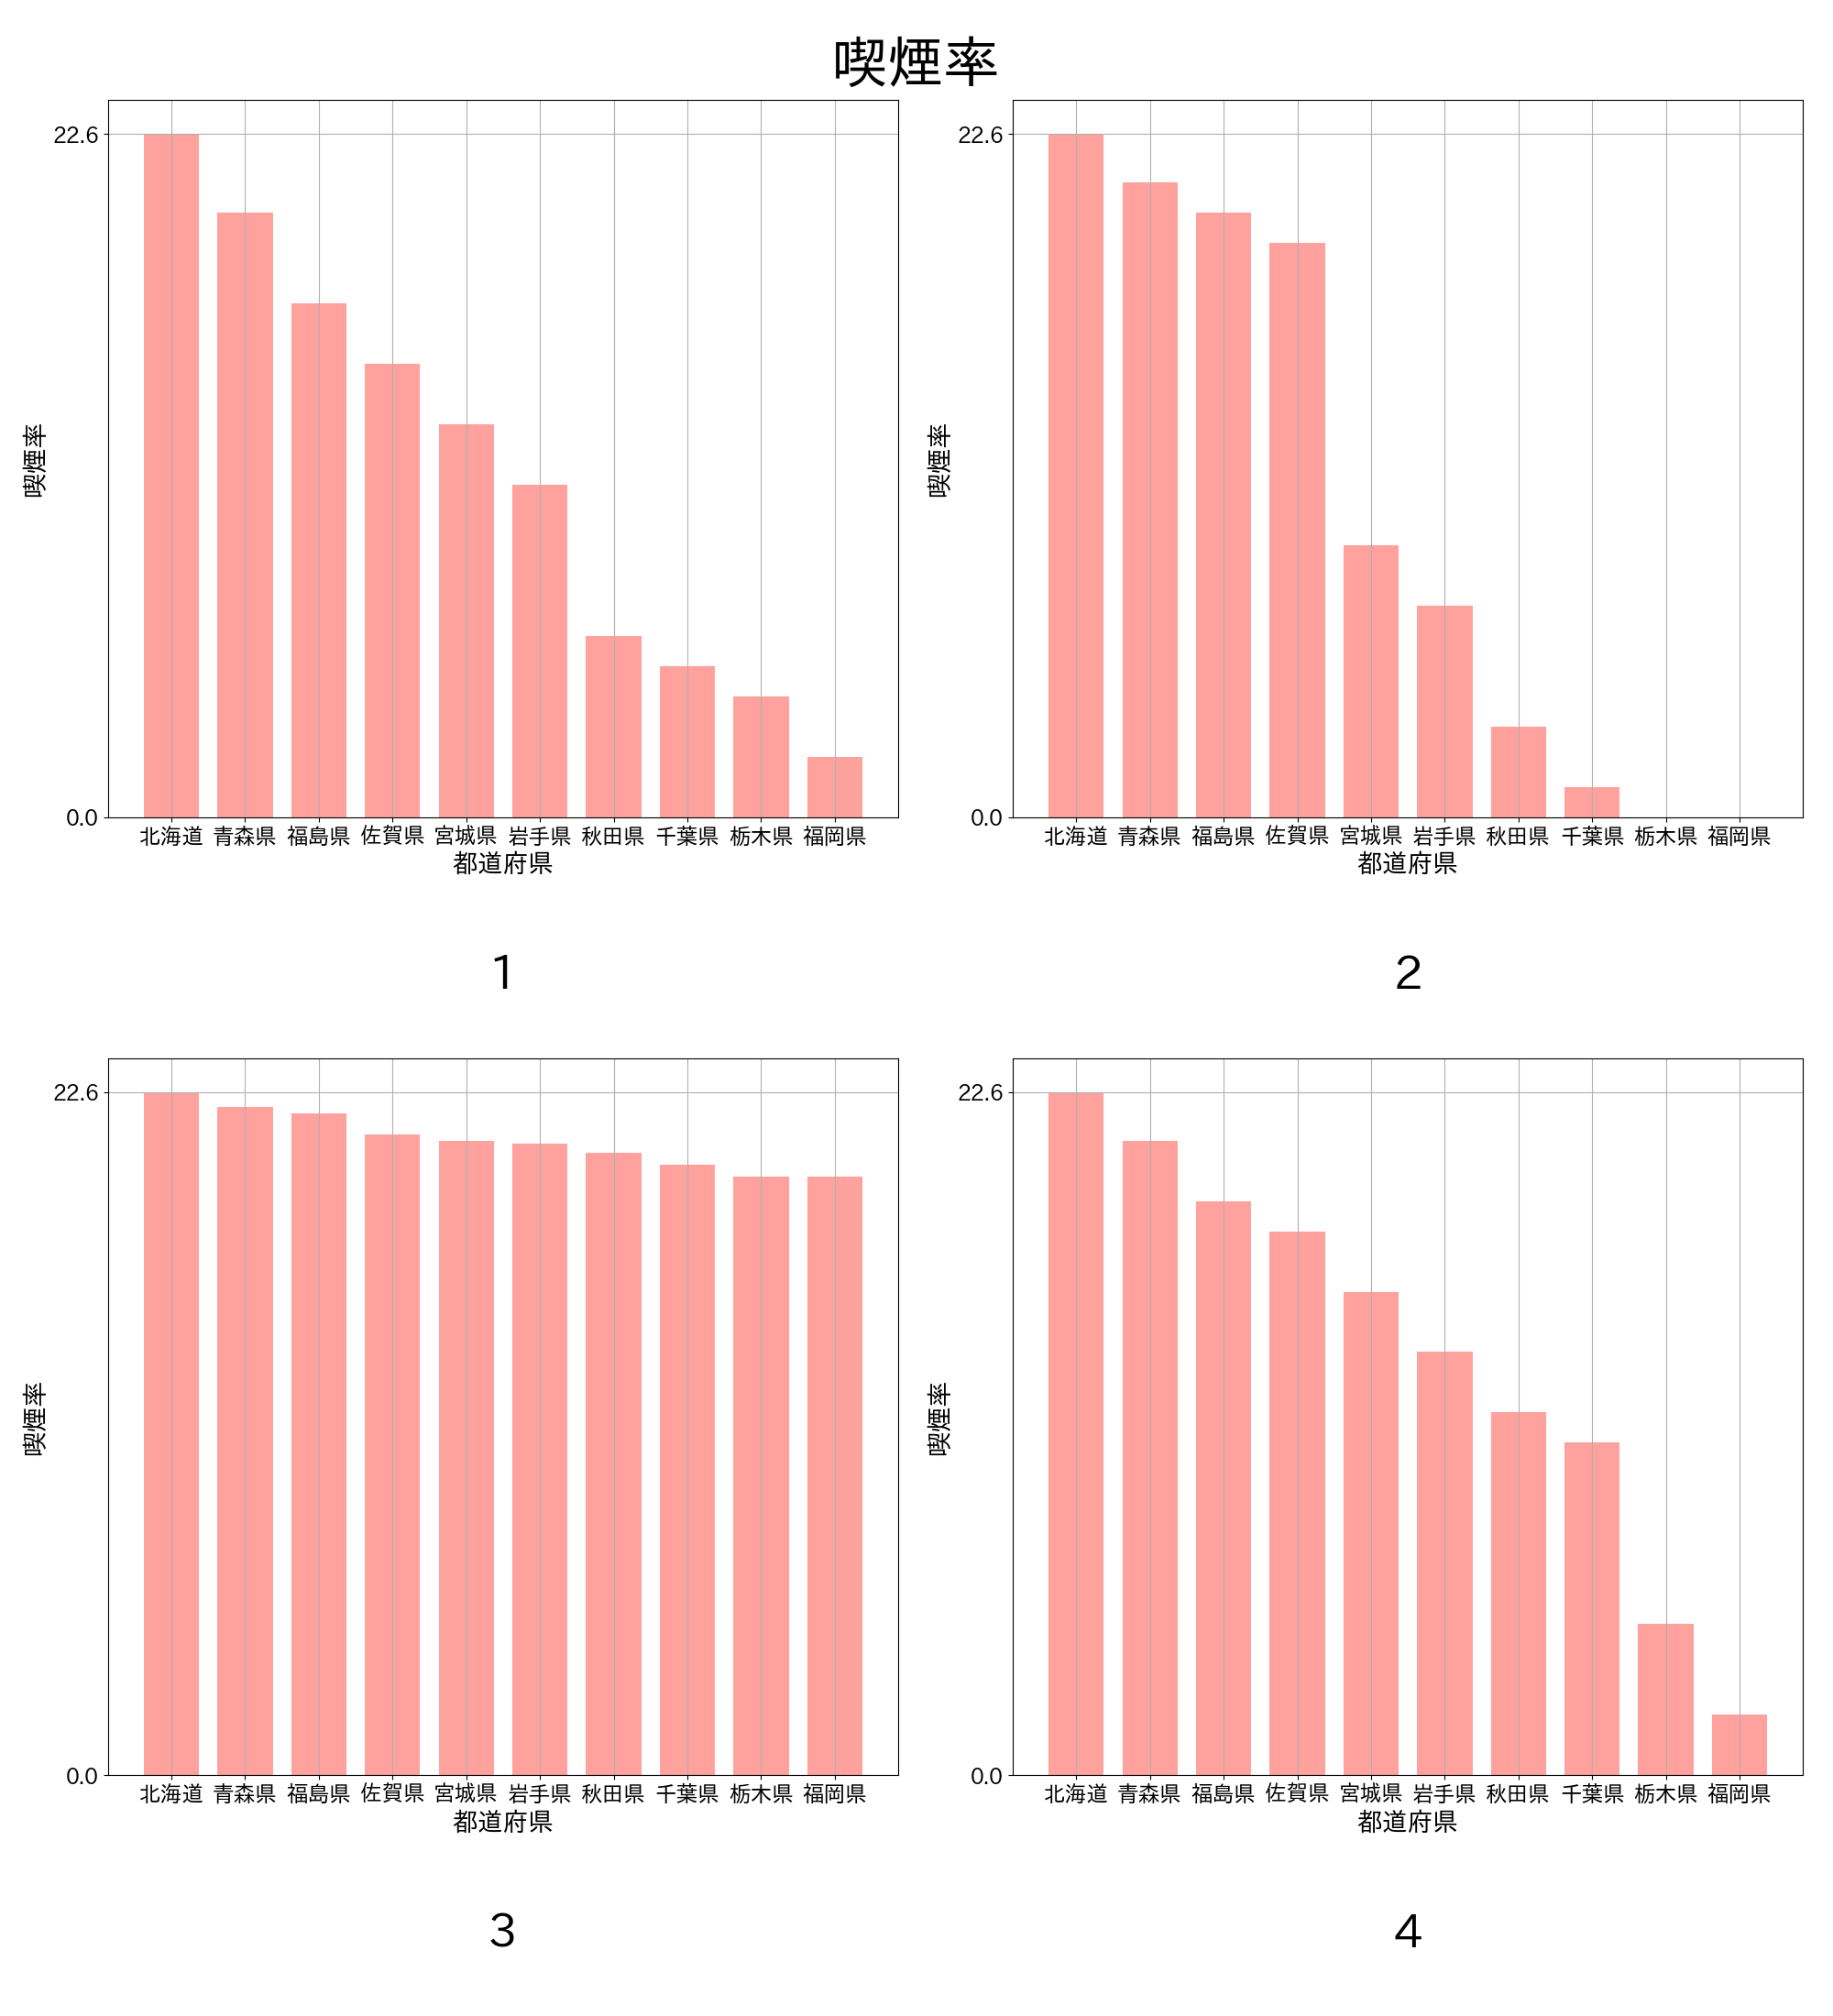 喫煙率
22.6
0.0
喫煙率
北海道 青森県 福島県 佐賀県 宮城県 岩手県 秋田県 千葉県 栃木県 福岡県
都道府県
1
22.6
0.0
喫煙率
北海道 青森県 福島県 佐賀県 宮城県 岩手県 秋田県 千葉県 栃木県 福岡県
都道府県
2
22.6
0.0
喫煙率
北海道 青森県 福島県 佐賀県 宮城県 岩手県 秋田県 千葉県 栃木県 福岡県
都道府県
3
22.6
0.0
喫煙率
北海道 青森県 福島県 佐賀県 宮城県 岩手県 秋田県 千葉県 栃木県 福岡県
都道府県
4